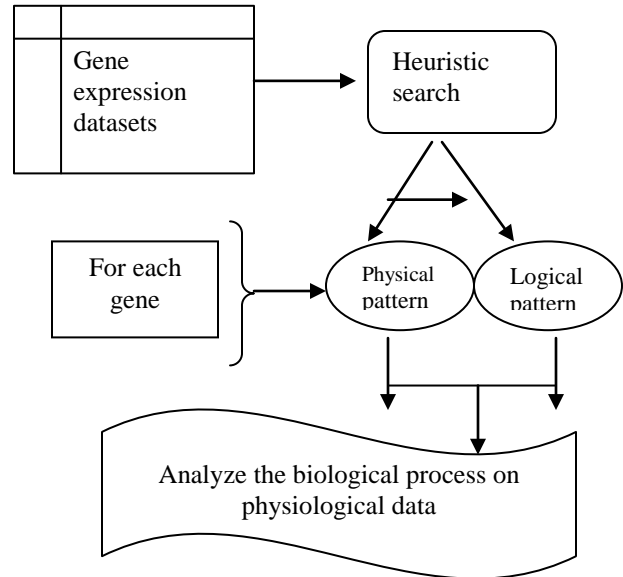 Gene
expression
datasets
Heuristic
search
For each
gene
Physical
pattern
Logical
pattern
Analyze the biological process on
physiological data